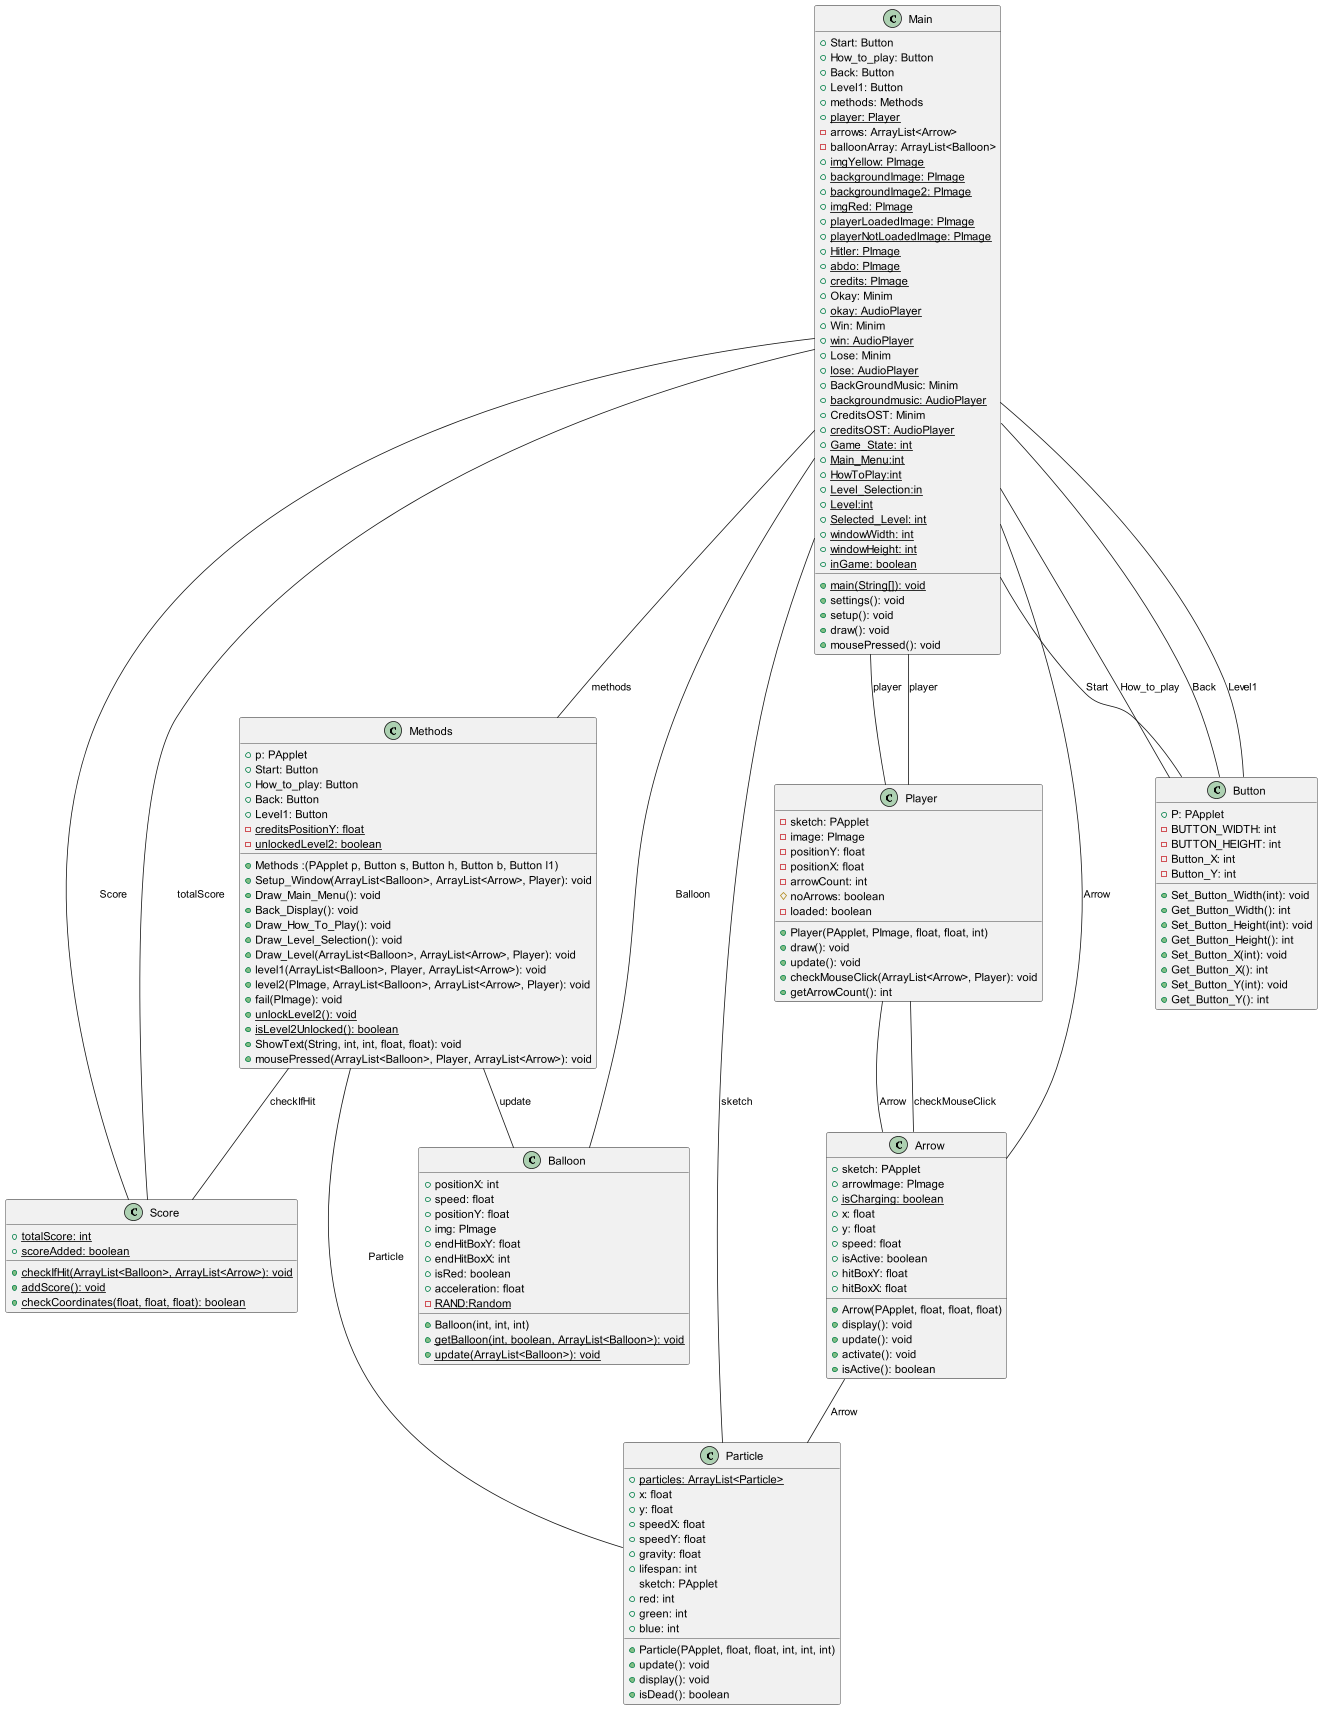 C Main
Start: Button
How_to_play: Button
Back: Button
Level1: Button
methods: Methods
player: Player
arrows: ArrayList<Arrow>
balloonArray: ArrayList<Balloon>
imgYellow: PImage
backgroundImage: PImage
backgroundImage2: PImage
imgRed: PImage
playerLoadedImage: PImage
playerNotLoadedImage: PImage
Hitler: PImage
abdo: PImage
credits: PImage
Okay: Minim
okay: AudioPlayer
Win: Minim
win: AudioPlayer
Lose: Minim
lose: AudioPlayer
BackGroundMusic: Minim
backgroundmusic: AudioPlayer
CreditsOST: Minim
creditsOST: AudioPlayer
Game_State: int
Main_Menu:int
HowToPlay:int
Level_Selection:in
Level:int
Selected_Level: int
windowWidth: int
windowHeight: int
inGame: boolean
main(String[]): void
settings(): void
setup(): void
draw(): void
mousePressed(): void
methods
player
player
Start
How_to_play
Back
Level1
C Methods
p: PApplet
Start: Button
How_to_play: Button
Back: Button
Level1: Button
creditsPositionY: float
unlockedLevel2: boolean
Methods :(PApplet p, Button s, Button h, Button b, Button l1)
Setup_Window(ArrayList<Balloon>, ArrayList<Arrow>, Player): void
Draw_Main_Menu(): void
Back_Display(): void
Draw_How_To_Play(): void
Draw_Level_Selection(): void
Draw_Level(ArrayList<Balloon>, ArrayList<Arrow>, Player): void
level1(ArrayList<Balloon>, Player, ArrayList<Arrow>): void
level2(PImage, ArrayList<Balloon>, ArrayList<Arrow>, Player): void
fail(PImage): void
unlockLevel2(): void
isLevel2Unlocked(): boolean
ShowText(String, int, int, float, float): void
mousePressed(ArrayList<Balloon>, Player, ArrayList<Arrow>): void
C Player
sketch: PApplet
image: PImage
positionY: float
positionX: float
arrowCount: int
noArrows: boolean
loaded: boolean
Player(PApplet, PImage, float, float, int)
draw(): void
update(): void
checkMouseClick(ArrayList<Arrow>, Player): void
getArrowCount(): int
C Button
P: PApplet
BUTTON_WIDTH: int
BUTTON_HEIGHT: int
Button_X: int
Button_Y: int
Set_Button_Width(int): void
Get_Button_Width(): int
Set_Button_Height(int): void
Get_Button_Height(): int
Set_Button_X(int): void
Get_Button_X(): int
Set_Button_Y(int): void
Get_Button_Y(): int
Score
totalScore
Balloon
Arrow
checkIfHit
update
sketch
Arrow
checkMouseClick
C Score
totalScore: int
scoreAdded: boolean
checkIfHit(ArrayList<Balloon>, ArrayList<Arrow>): void
addScore(): void
checkCoordinates(float, float, float): boolean
Particle
C Balloon
positionX: int
speed: float
positionY: float
img: PImage
endHitBoxY: float
endHitBoxX: int
isRed: boolean
acceleration: float
RAND:Random
Balloon(int, int, int)
getBalloon(int, boolean, ArrayList<Balloon>): void
update(ArrayList<Balloon>): void
C Arrow
sketch: PApplet
arrowImage: PImage
isCharging: boolean
x: float
y: float
speed: float
isActive: boolean
hitBoxY: float
hitBoxX: float
Arrow(PApplet, float, float, float)
display(): void
update(): void
activate(): void
isActive(): boolean
Arrow
C Particle
particles: ArrayList<Particle>
x: float
y: float
speedX: float
speedY: float
gravity: float
lifespan: int
sketch: PApplet
red: int
green: int
blue: int
Particle(PApplet, float, float, int, int, int)
update(): void
display(): void
isDead(): boolean